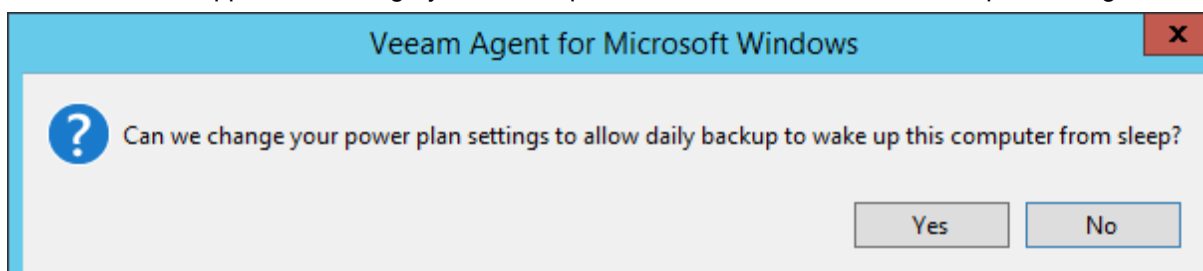 Veeam Agent for Microsoft Windows
x
Can we change your power plan settings to allow daily backup to wake up this computer from sleep?
Yes No